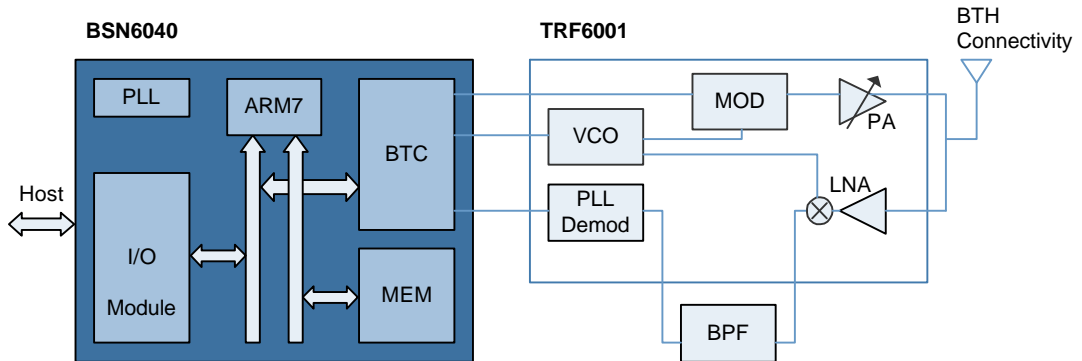 BSN6040
TRF6001
BTH
Connectivity
PLL
ARM7
BTC
MOD
PA
VCO
Host
I/O
Module
MEM
PLL
Demod
LNA
BPF